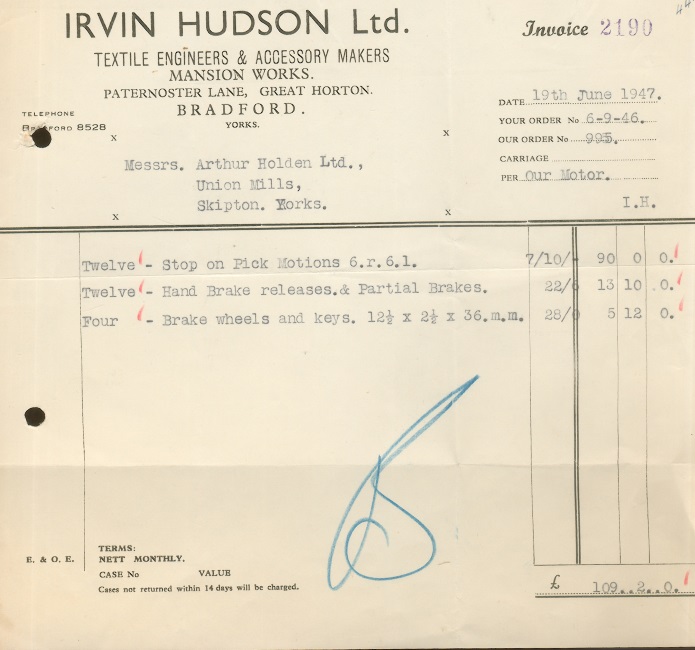 IRVIN HUDSON Ltd.
Invoice 2190
TEXTILE ENGINEERS & ACCESSORY MAKERS
MANSION WORKS.
PATERNOSTER LANE, GREAT HORTON.
BRADFORD.
YORKS.
TELEPHONE
BRADFORD 8528
DATE 19th June 1947.
YOUR ORDER No 6-9-46.
OUR ORDER No 995.
CARRIAGE
PER Our Motor.
I.H.
x x
Messrs. Arthur Holden Ltd.,
Union Mills,
Skipton. Yorks.
x x
Twelve - Stop on Pick Motions 6.r.6.l. 7/10/- 90 0 0.
Twelve - Hand Brake releases.& Partial Brakes. 22/6 13 10 0.
Four - Brake wheels and keys. 12½ x 2½ x 36.m.m. 28/0 5 12 0.
E. & O. E.
TERMS:
NETT MONTHLY.
CASE No VALUE
Cases not returned within 14 days will be charged.
£ 109..2..0.